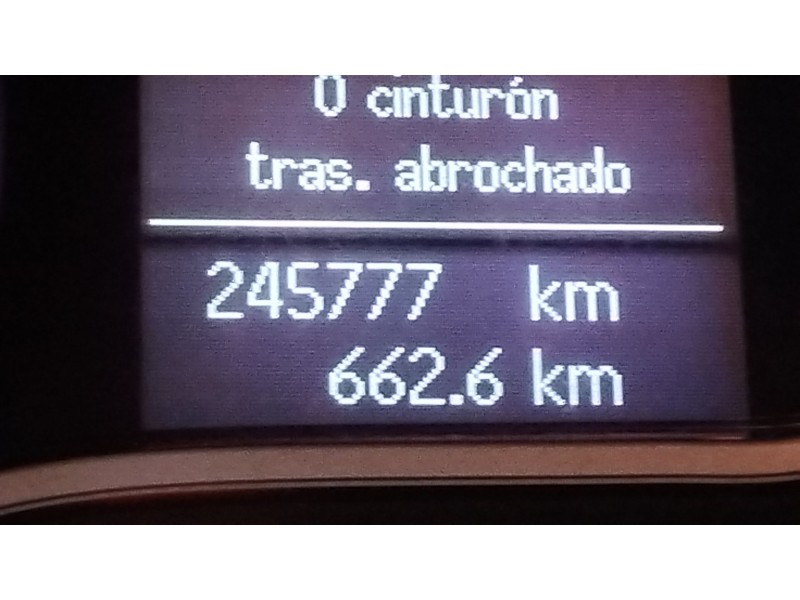 0 cinturón
tras. abrochado
245777 km
662.6 km